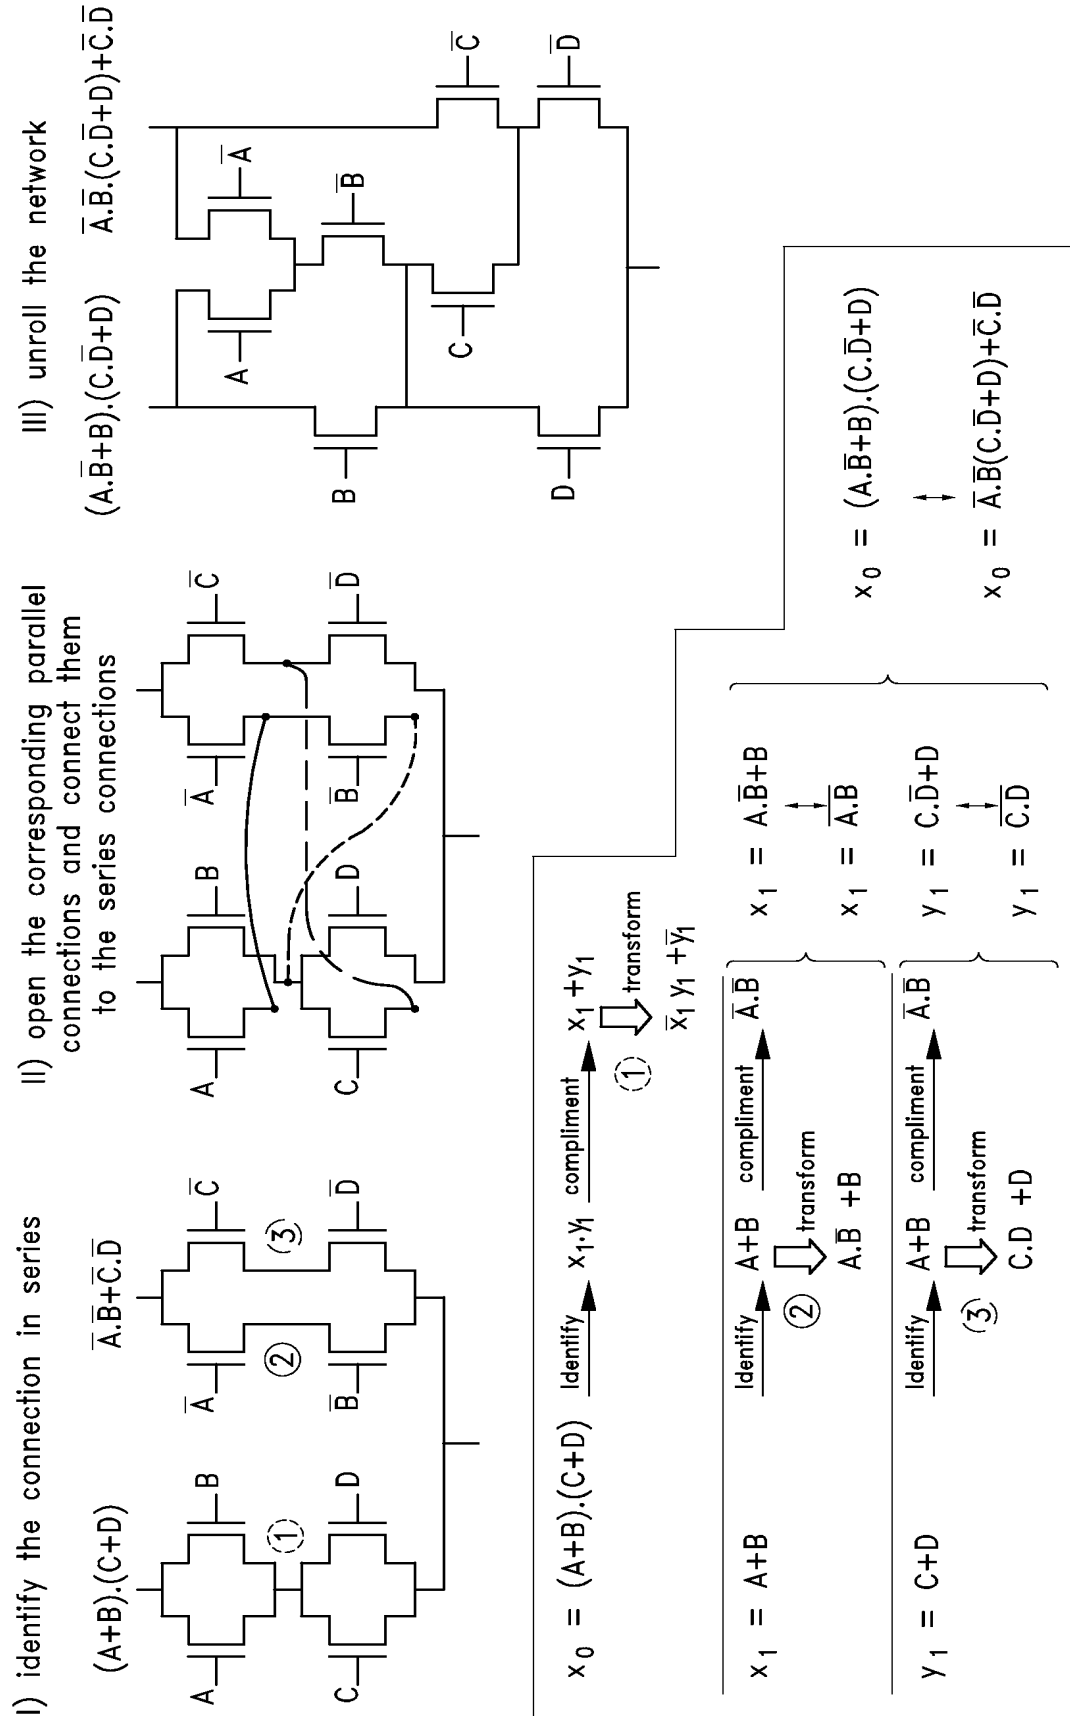 I) identify the connection in series
(A+B).(C+D)
A̅.B̅+C̅.D̅
A
B
C
D
A̅
B̅
C̅
D̅
1
2
3
II) open the corresponding parallel
connections and connect them
to the series connections
A
B
C
D
A̅
B̅
C̅
D̅
III) unroll the network
(A.B̅+B).(C.D̅+D)
A̅.B̅.(C.D̅+D)+C̅.D̅
A
A̅
B
B̅
C
C̅
D
D̅
x₀ = (A+B).(C+D)
Identify
x₁.y₁
compliment
x₁+y₁
1
transform
x̅₁y₁+y̅₁
x₁ = A+B
Identify
A+B
compliment
A̅.B̅
2
transform
A.B̅+B
x₁ = A.B̅+B
x₁ = A̅.B̅
y₁ = C+D
Identify
A+B
compliment
A̅.B̅
3
transform
C.D+D
y₁ = C.D̅+D
y₁ = C̅.D̅
x₀ = (A.B̅+B).(C.D̅+D)
x₀ = A̅.B̅(C.D̅+D)+C̅.D̅